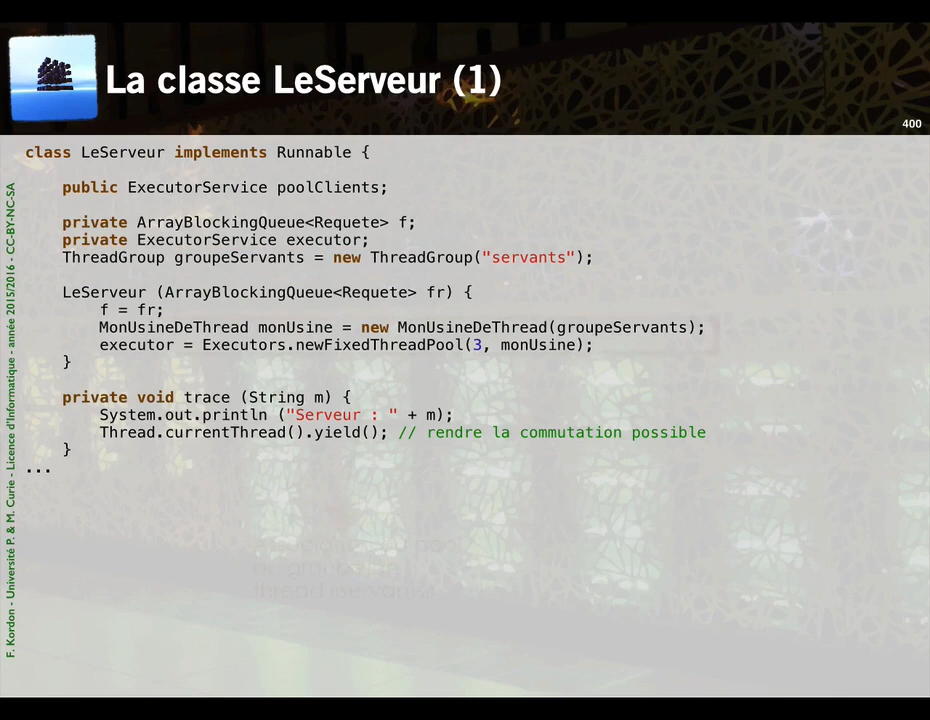 La classe LeServeur (1)
400
class LeServeur implements Runnable {
public ExecutorService poolClients;
private ArrayBlockingQueue<Requete> f;
private ExecutorService executor;
ThreadGroup groupeServants = new ThreadGroup("servants");
LeServeur (ArrayBlockingQueue<Requete> fr) {
f = fr;
MonUsineDeThread monUsine = new MonUsineDeThread(groupeServants);
executor = Executors.newFixedThreadPool(3, monUsine);
}
private void trace (String m) {
System.out.println ("Serveur : " + m);
Thread.currentThread().yield(); // rendre la commutation possible
}
...
F. Kordon - Université P. & M. Curie - Licence d'Informatique - année 2015/2016 - CC-BY-NC-SA